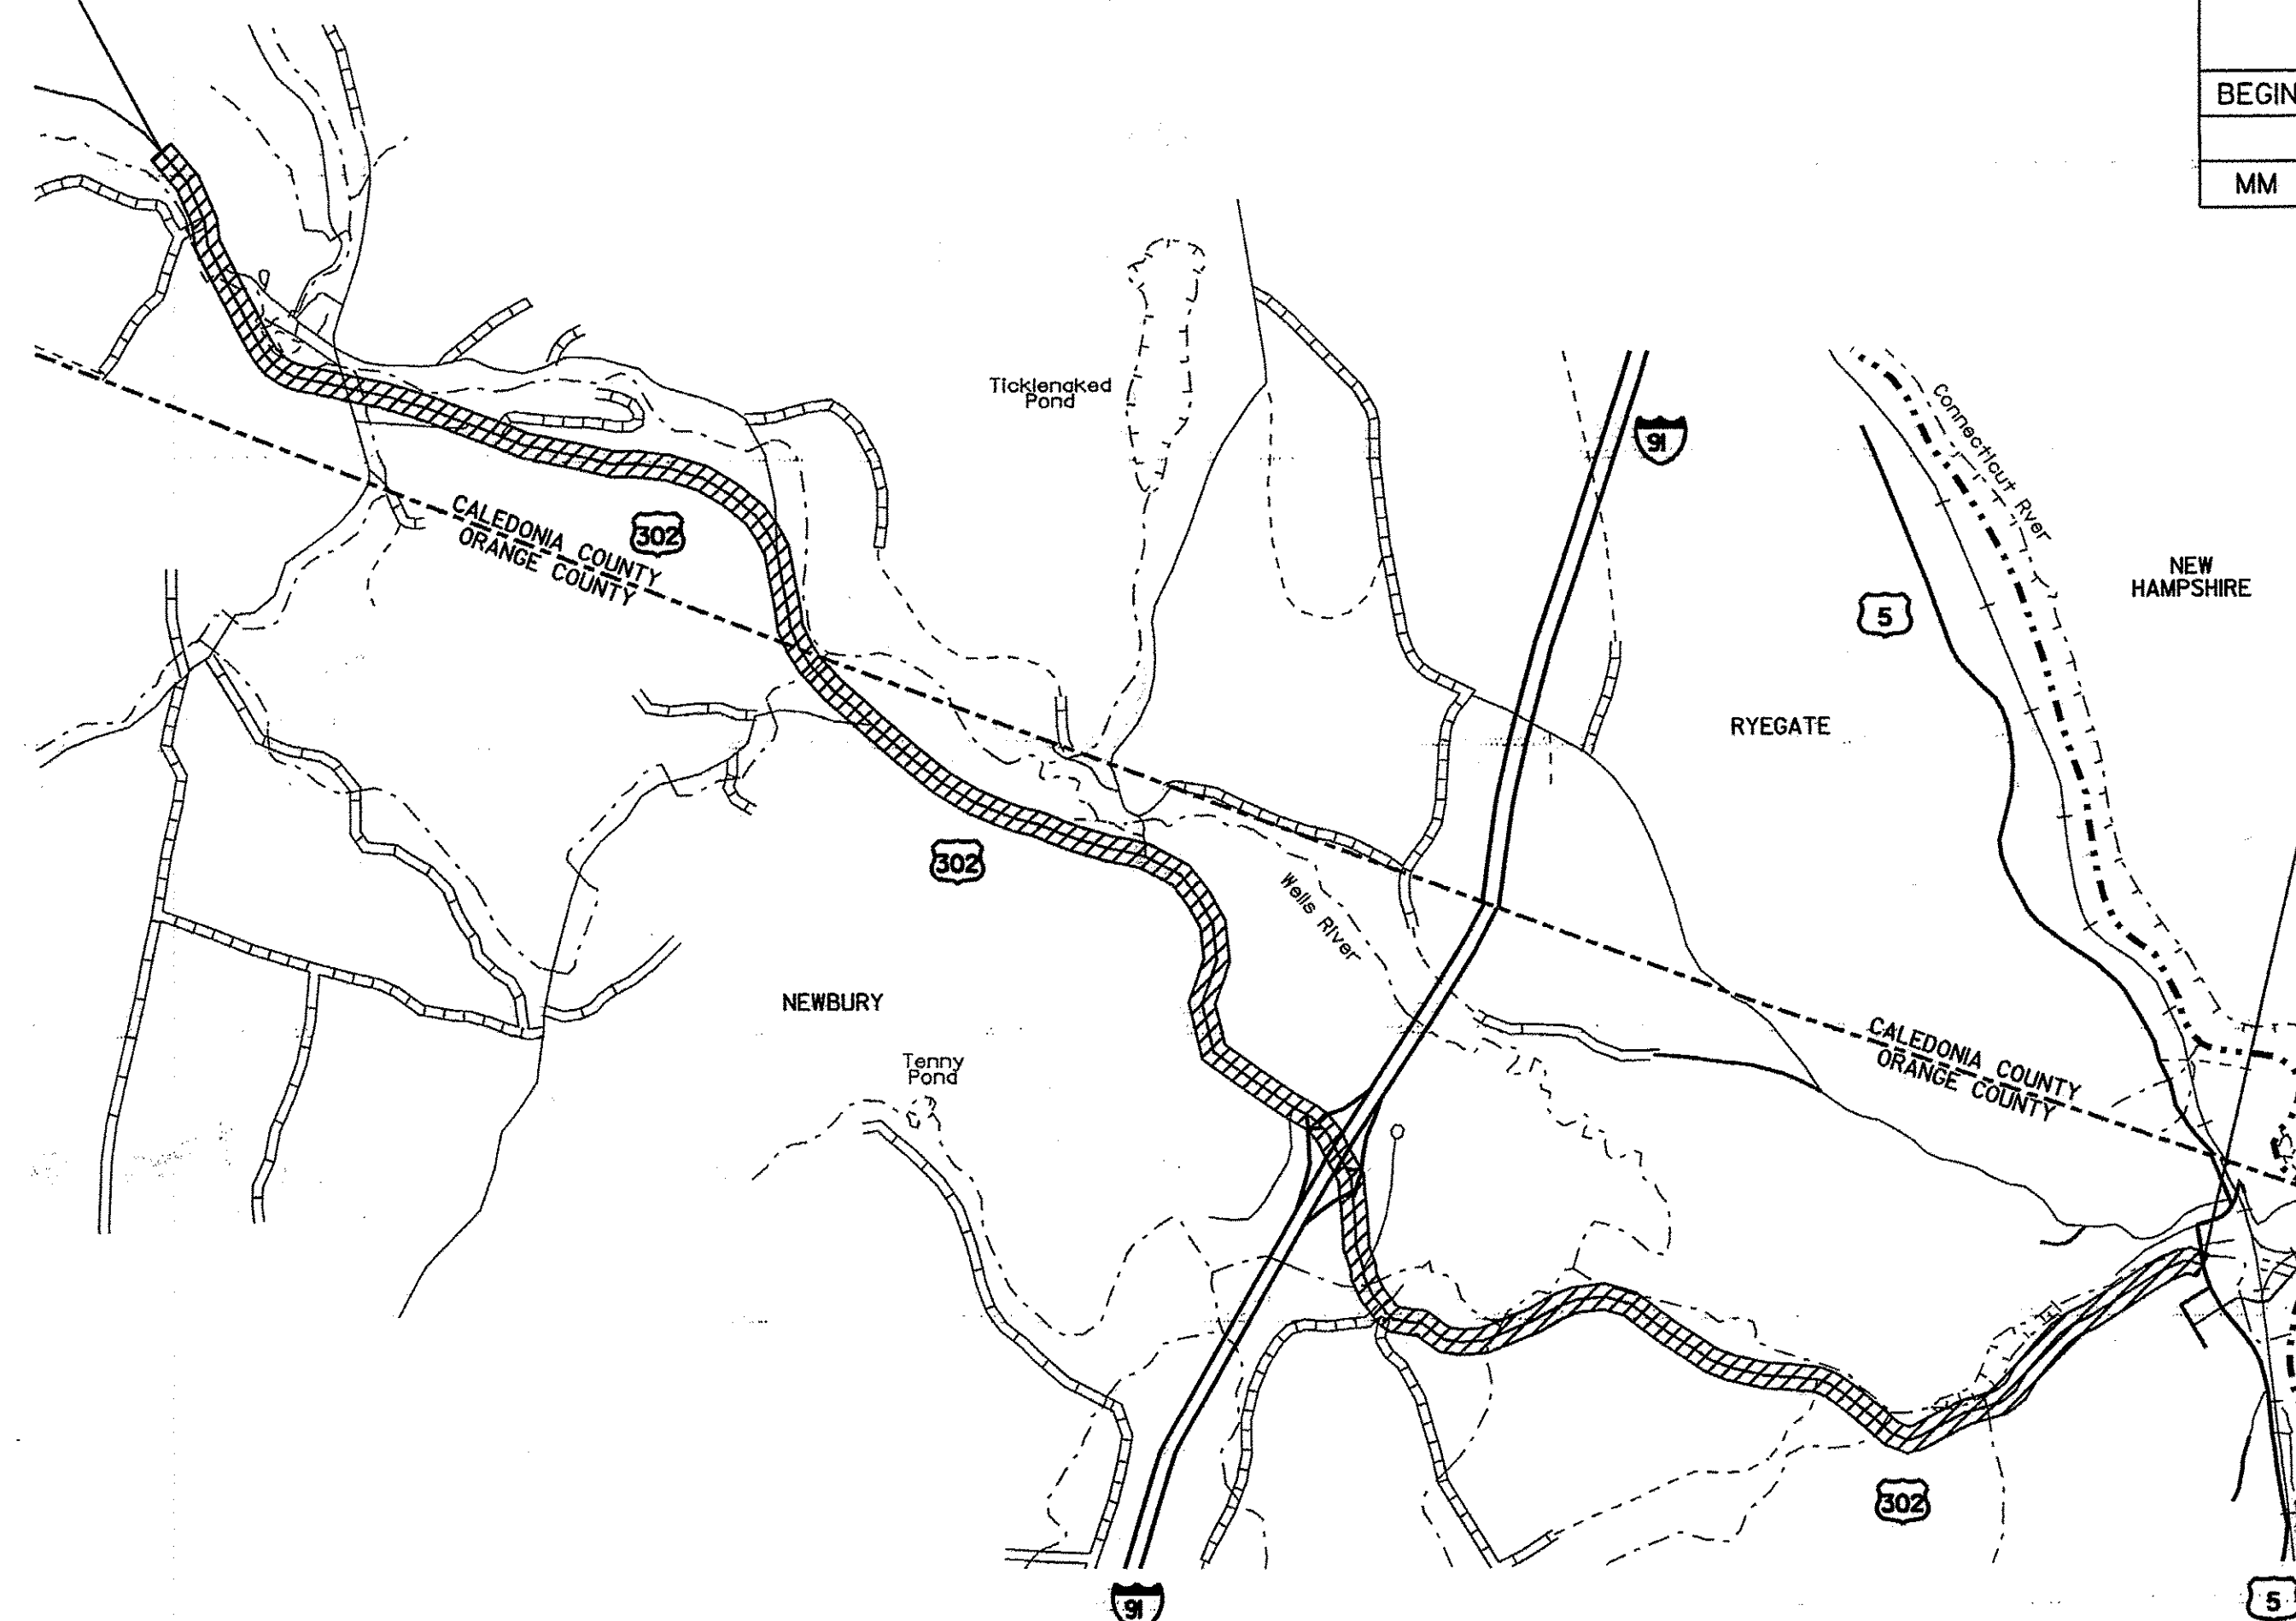 BEGIN
MM
Ticklenaked
Pond
91
Connecticut Rver
302
CALEDONIA COUNTY
ORANGE COUNTY
NEW
HAMPSHIRE
5
RYEGATE
302
Wells River
NEWBURY
Tenny
Pond
CALEDONIA COUNTY
ORANGE COUNTY
302
91
5